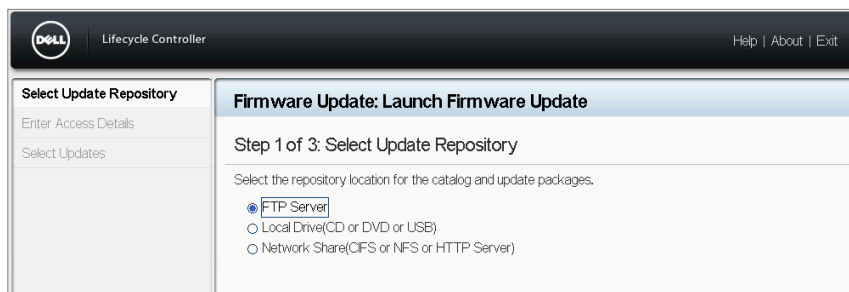 DELL
Lifecycle Controller
Help | About | Exit
Select Update Repository
Enter Access Details
Select Updates
Firmware Update: Launch Firmware Update
Step 1 of 3: Select Update Repository
Select the repository location for the catalog and update packages.
FTP Server
Local Drive(CD or DVD or USB)
Network Share(CIFS or NFS or HTTP Server)